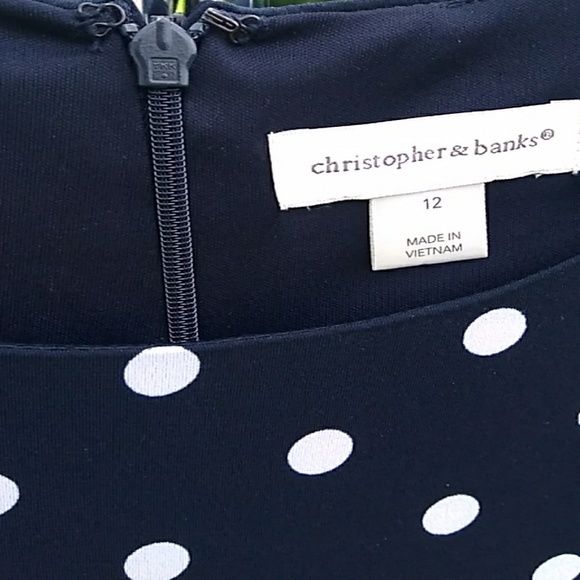 christopher & banks®
12
MADE IN
VIETNAM